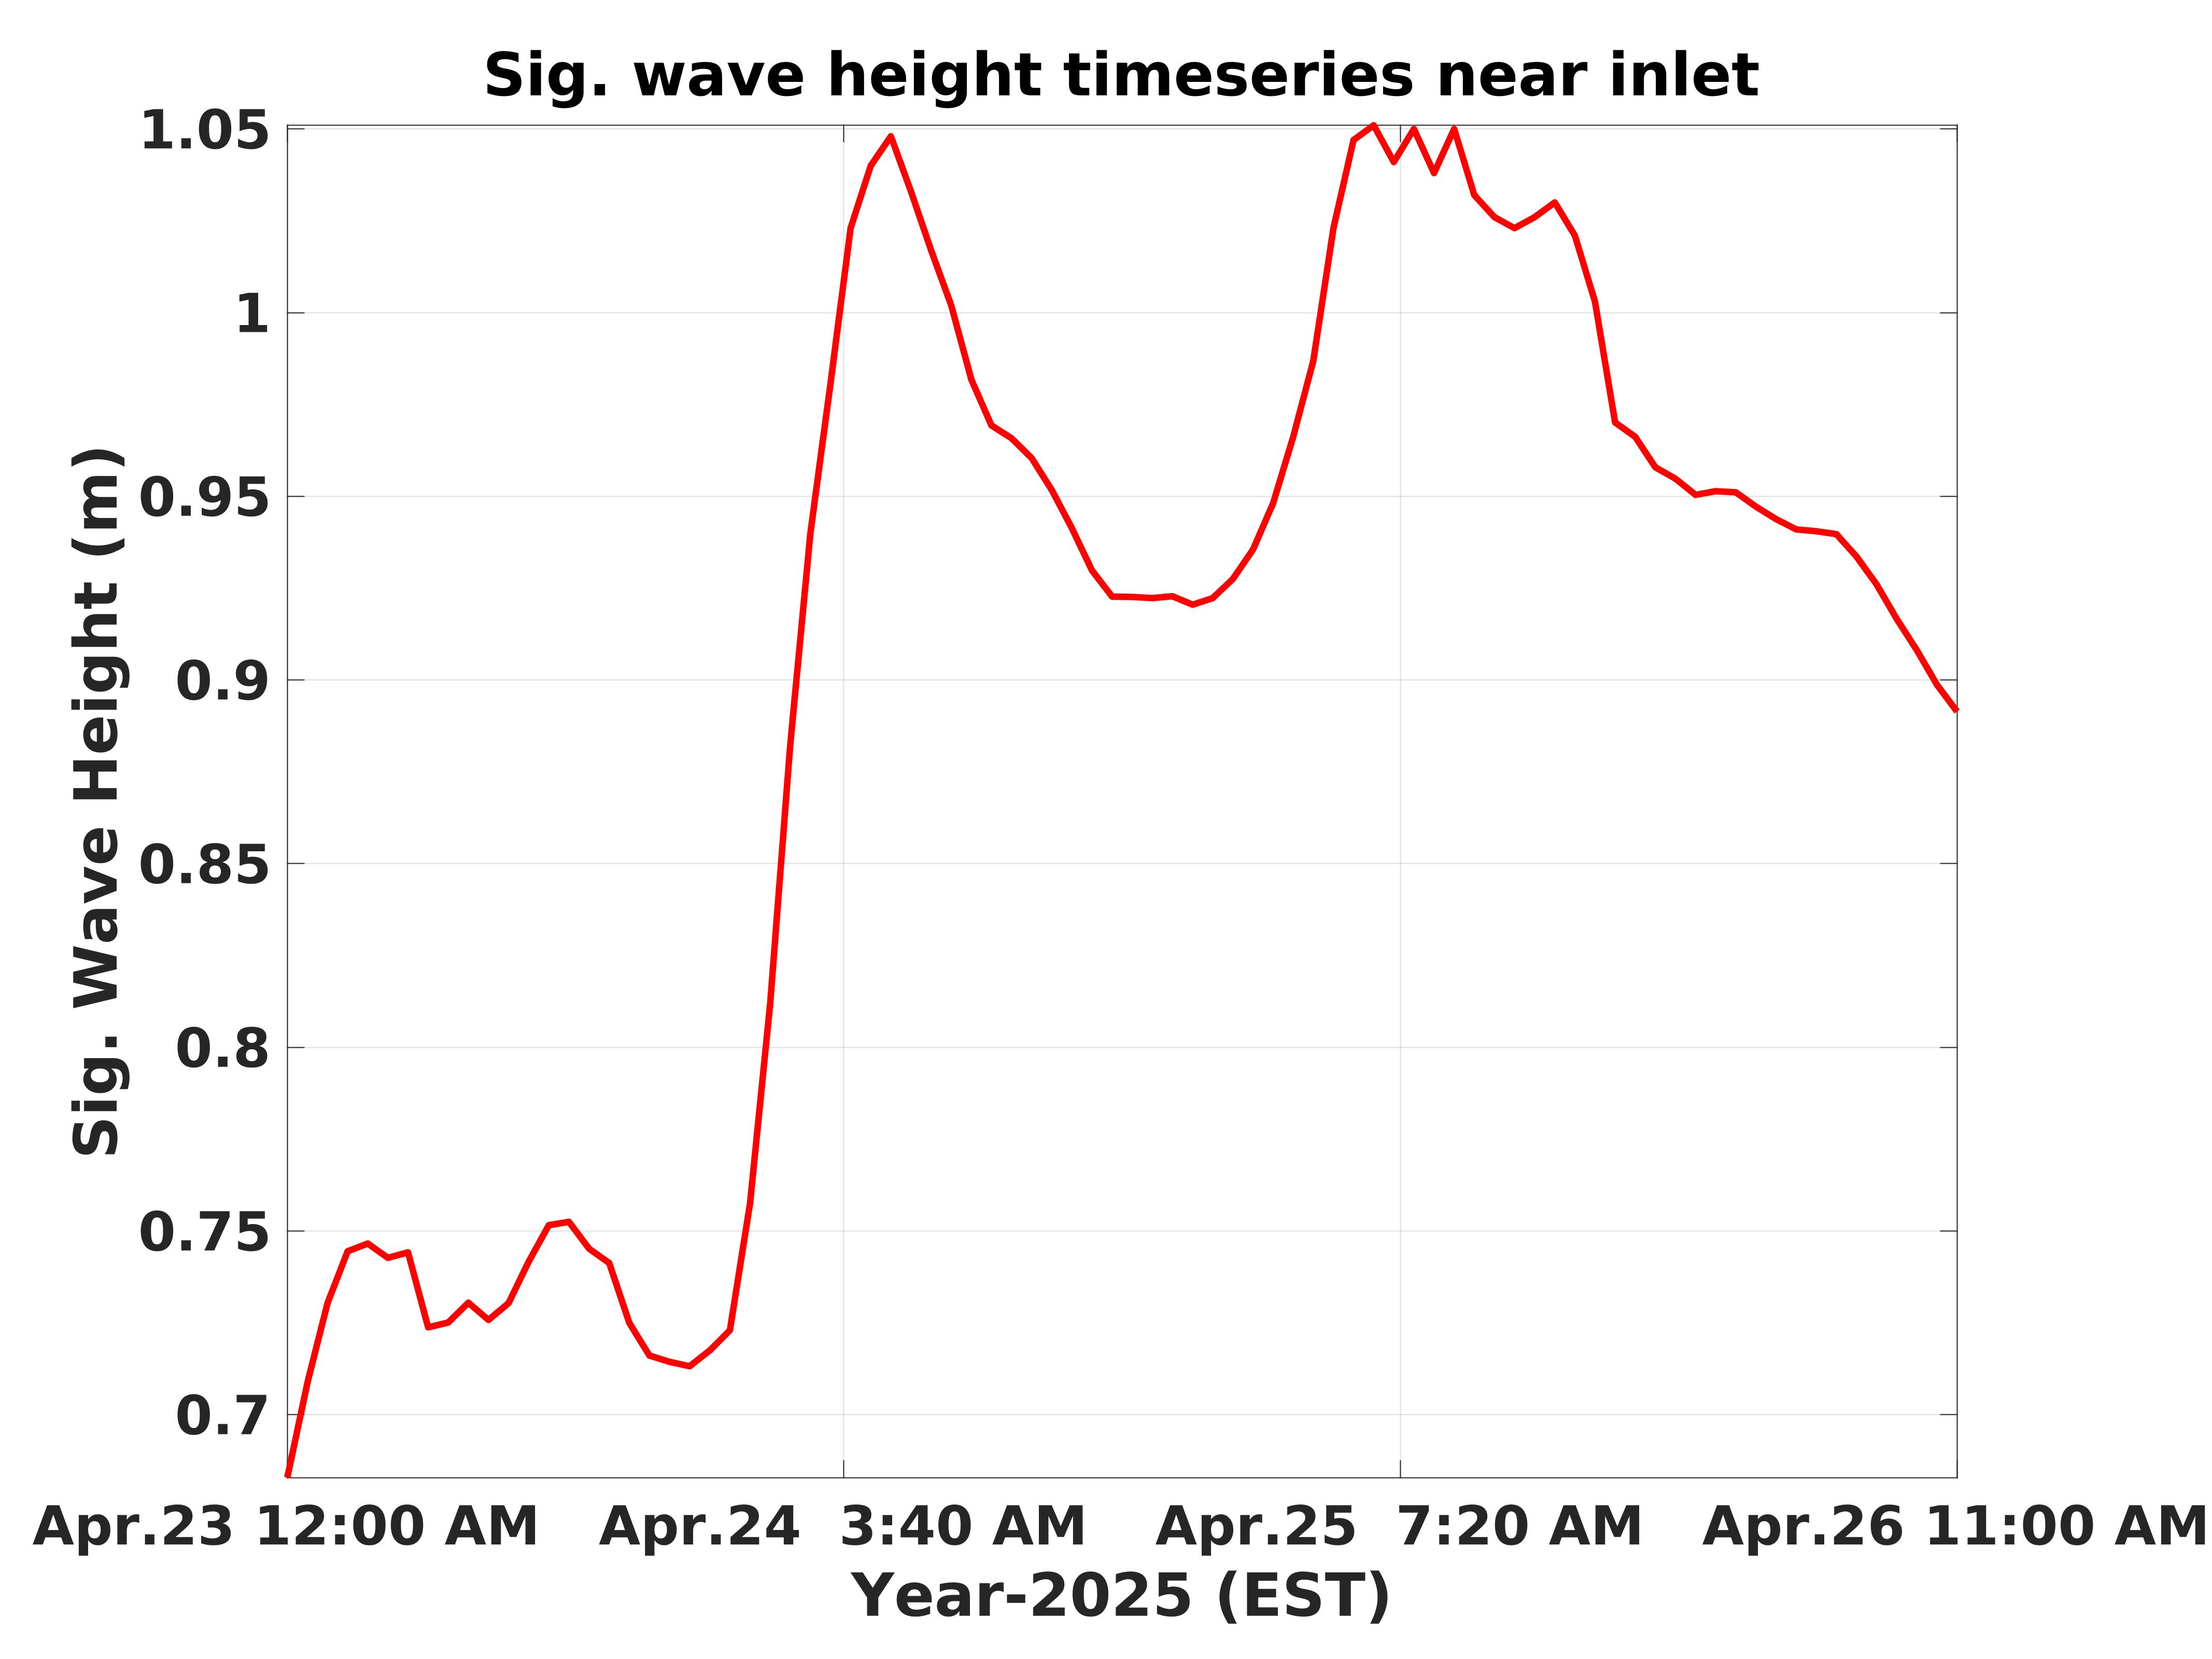 Sig. wave height timeseries near inlet
1.05
1
0.95
0.9
0.85
0.8
0.75
0.7
Sig. Wave Height (m)
Apr.23 12:00 AM Apr.24 3:40 AM Apr.25 7:20 AM Apr.26 11:00 AM
Year-2025 (EST)